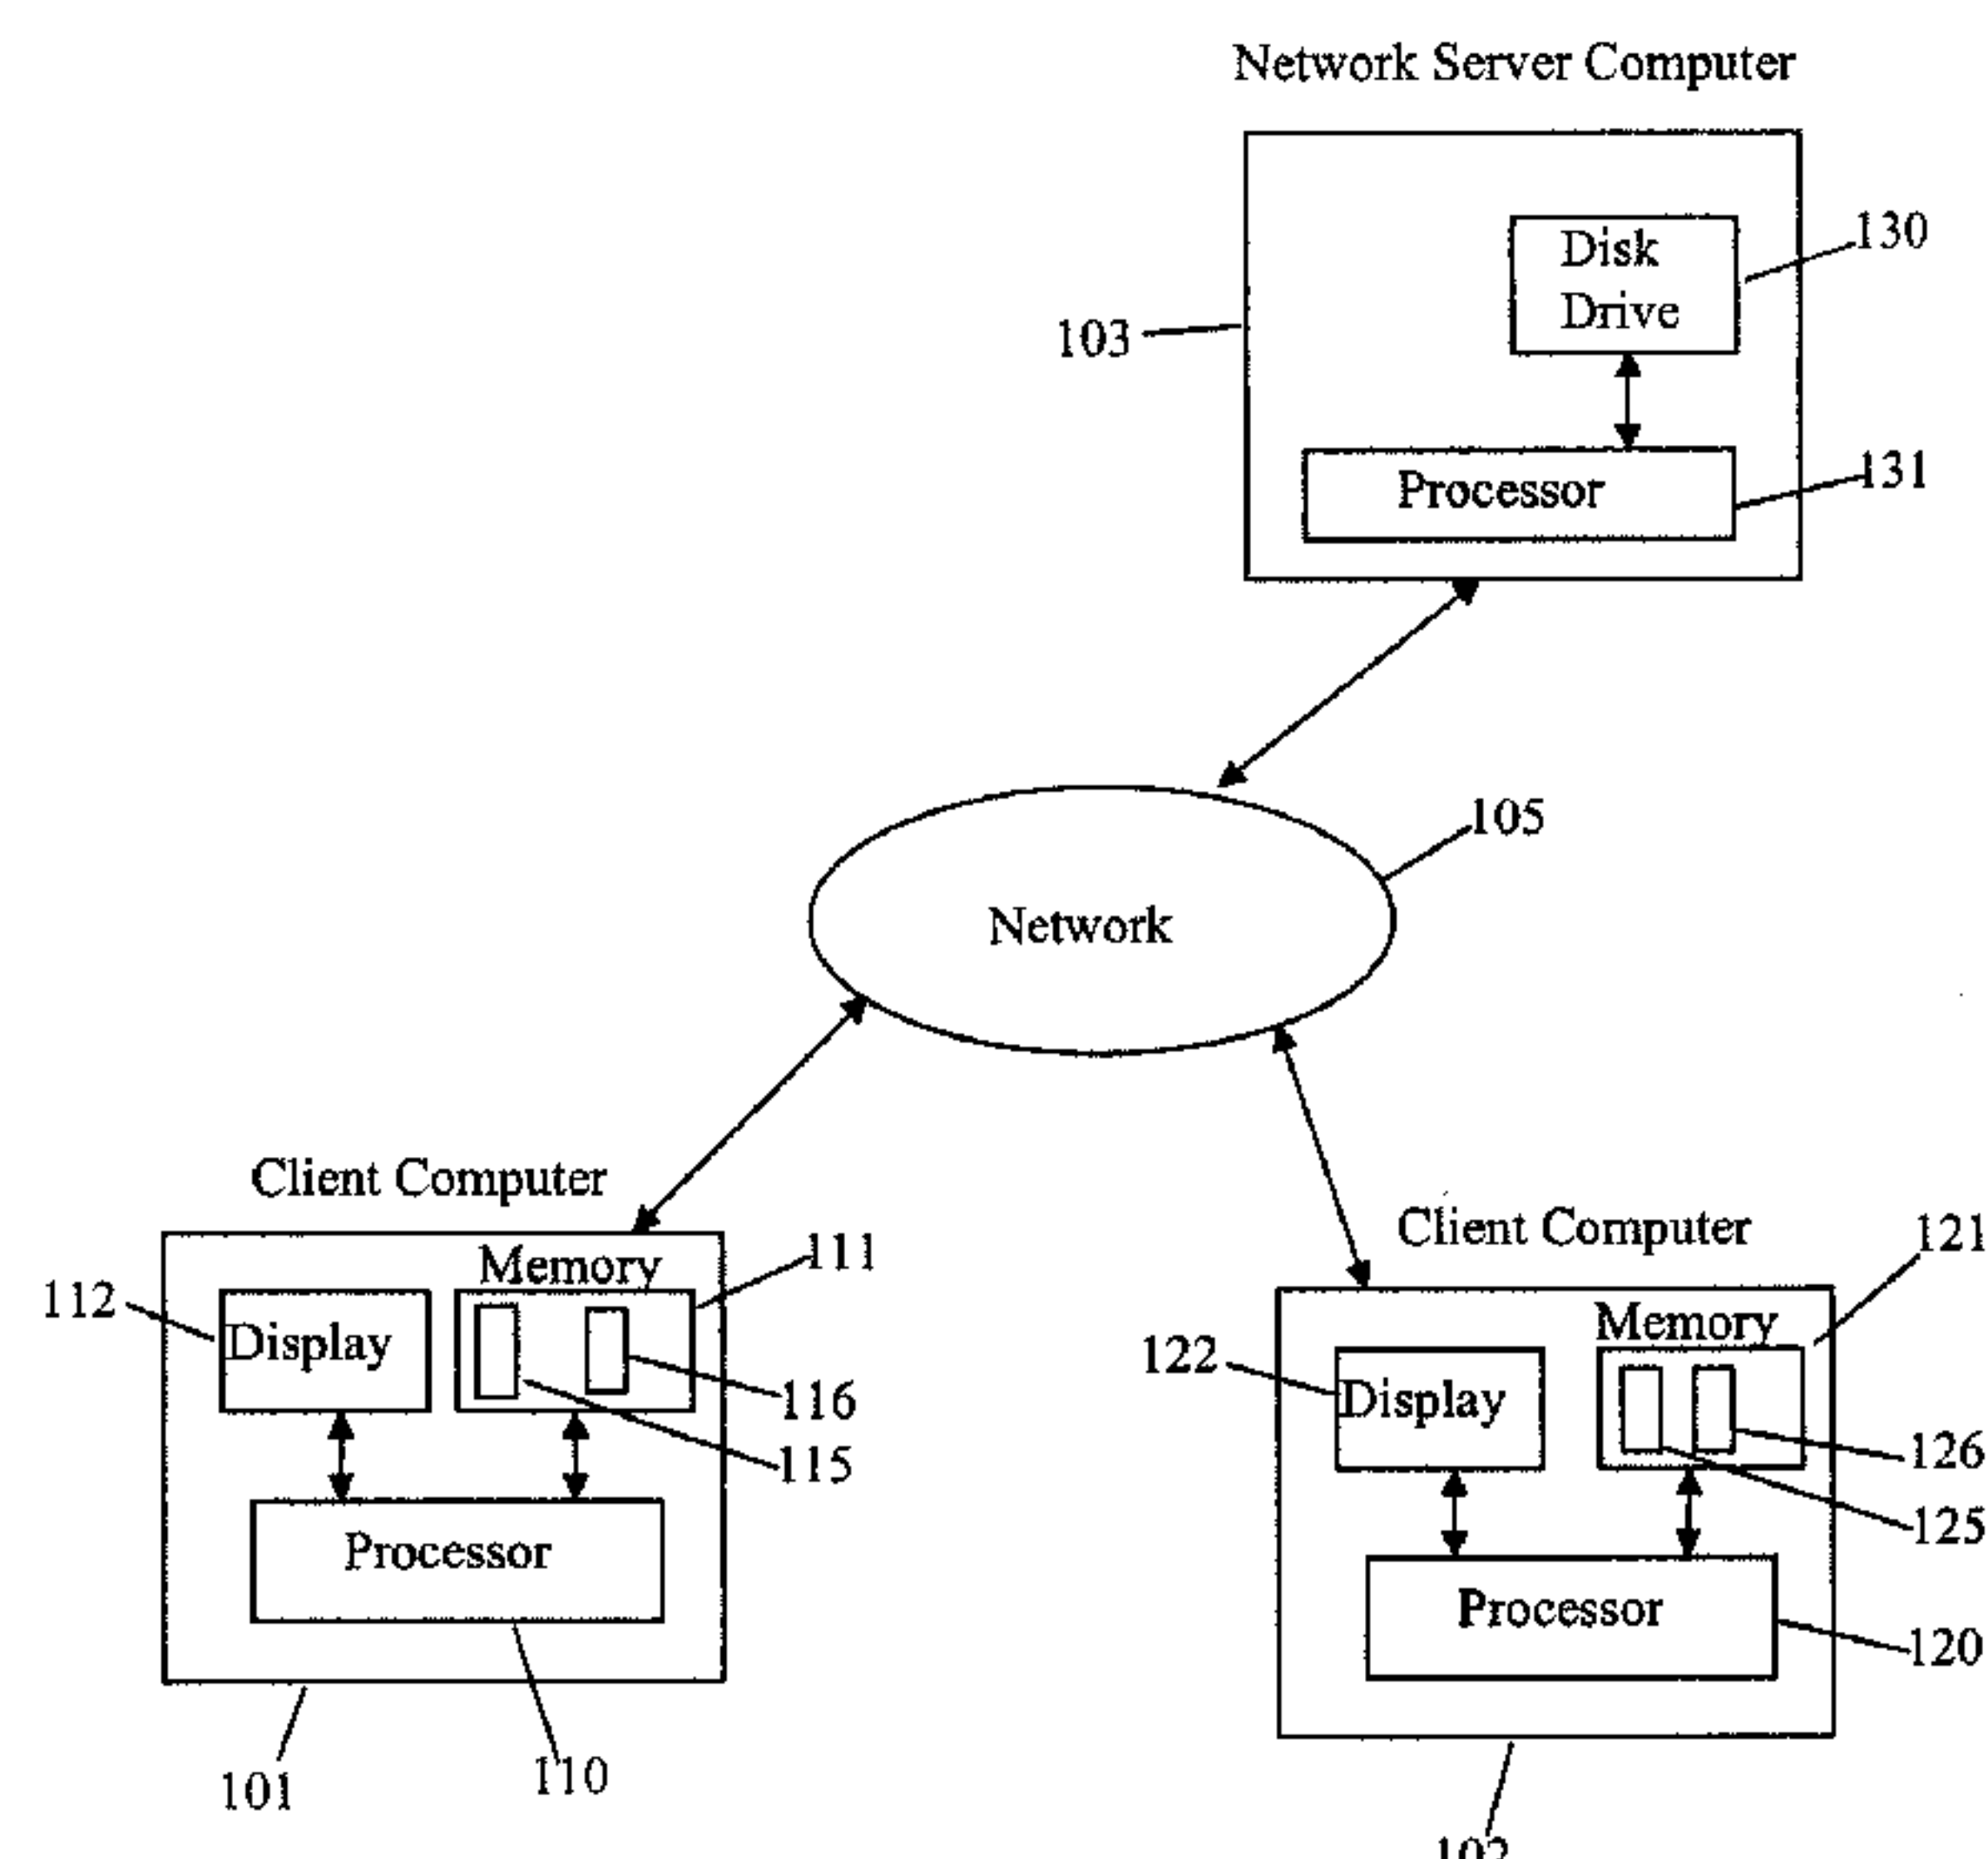 Network Server Computer
Disk
Drive
130
103
Processor
131
105
Network
Client Computer
Memory
111
112
Display
116
115
Processor
101
110
Client Computer
121
Memory
122
Display
126
125
Processor
120
102